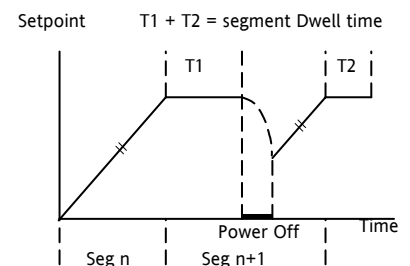 Setpoint T1 + T2 = segment Dwell time
T1 T2
Power Off Time
Seg n Seg n+1